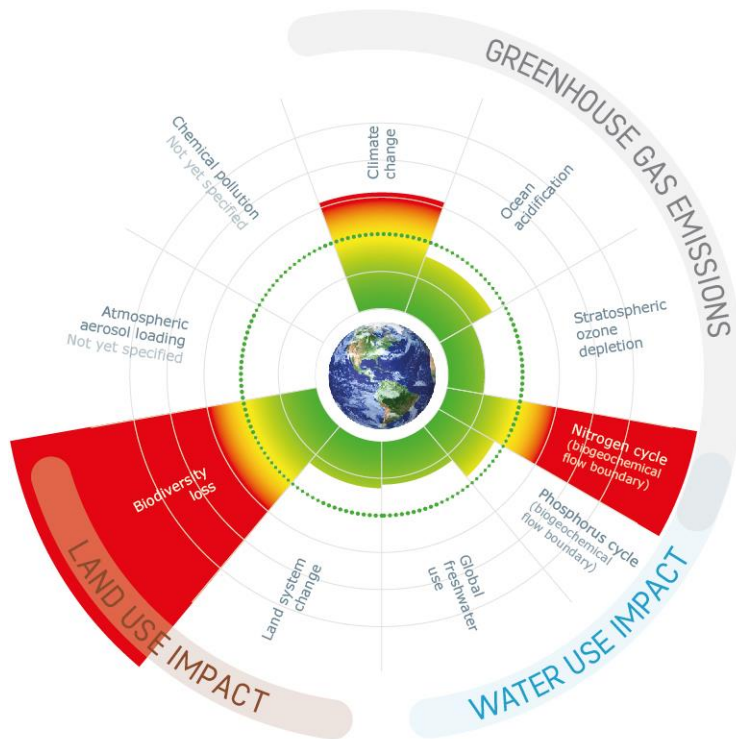 GREENHOUSE GAS EMISSIONS
Climate
change
Ocean
acidification
Stratospheric
ozone
depletion
Nitrogen cycle
(biogeochemical
flow boundary)
Phosphorus cycle
(biogeochemical
flow boundary)
WATER USE IMPACT
Global
freshwater
use
Land system
change
LAND USE IMPACT
Biodiversity
loss
Atmospheric
aerosol loading
Not yet specified
Chemical pollution
Not yet specified